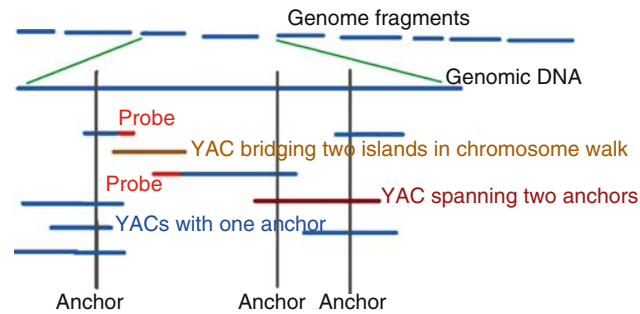 Genome fragments
Genomic DNA
Probe
YAC bridging two islands in chromosome walk
Probe
YAC spanning two anchors
YACs with one anchor
Anchor
Anchor
Anchor